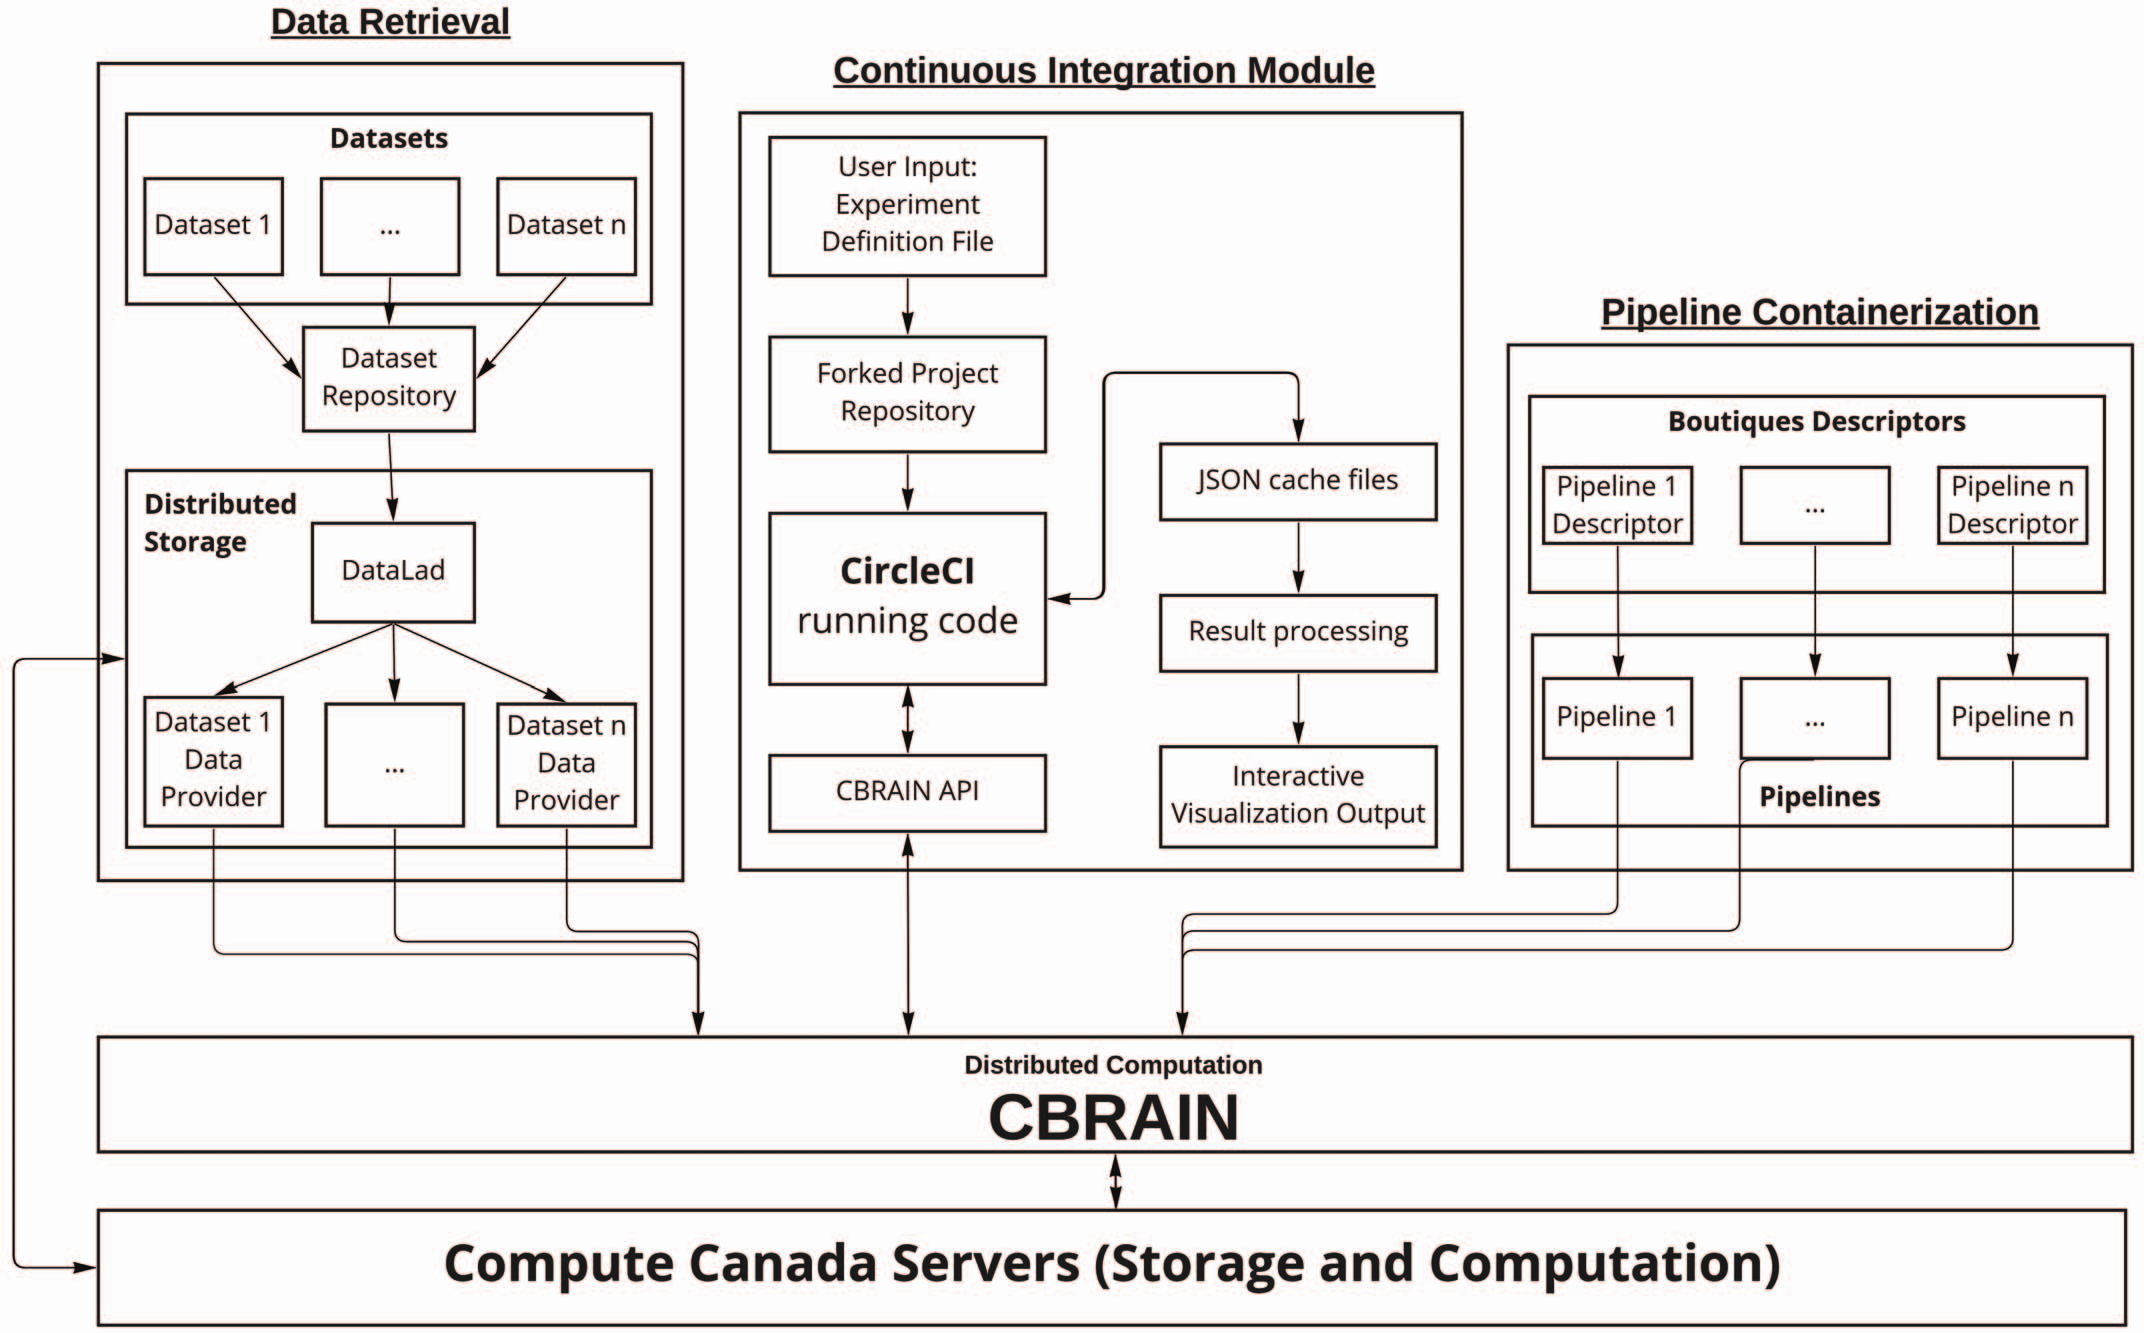 Data Retrieval
Datasets
Dataset 1
...
Dataset n
Dataset
Repository
Distributed
Storage
DataLad
Dataset 1
Data
Provider
...
Dataset n
Data
Provider
Continuous Integration Module
User Input:
Experiment
Definition File
Forked Project
Repository
CircleCI
running code
CBRAIN API
JSON cache files
Result processing
Interactive
Visualization Output
Pipeline Containerization
Boutiques Descriptors
Pipeline 1
Descriptor
...
Pipeline n
Descriptor
Pipeline 1
...
Pipeline n
Pipelines
Distributed Computation
CBRAIN
Compute Canada Servers (Storage and Computation)